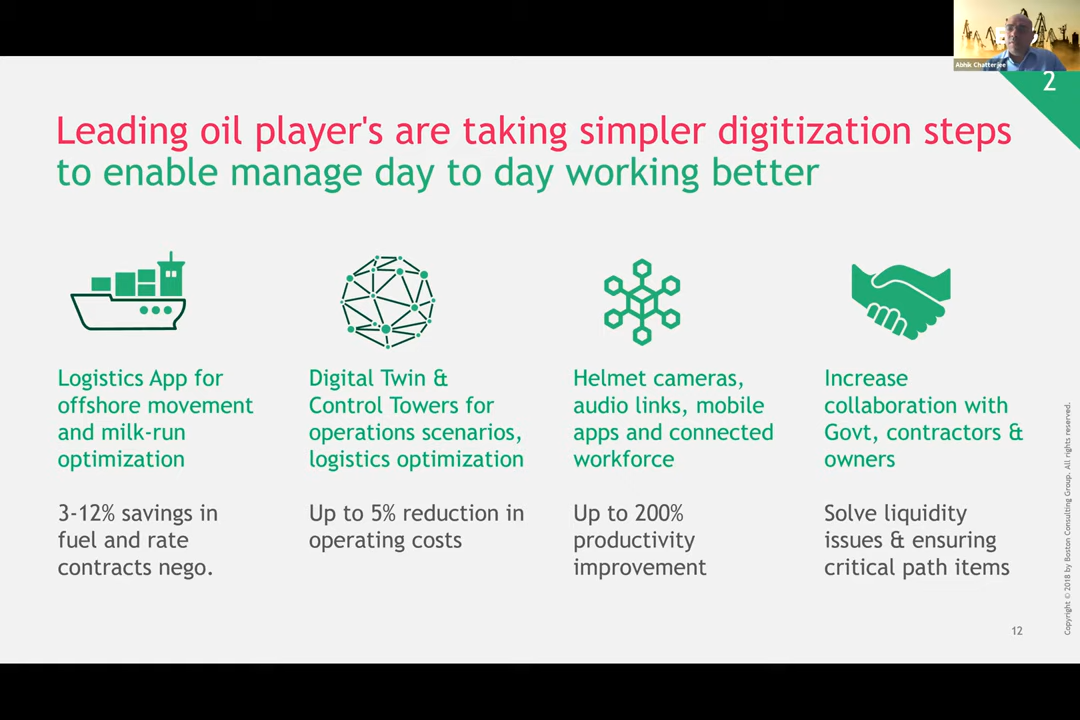 Abhik Chatterjee
2
Leading oil player's are taking simpler digitization steps
to enable manage day to day working better
Logistics App for
offshore movement
and milk-run
optimization
3-12% savings in
fuel and rate
contracts nego.
Digital Twin &
Control Towers for
operations scenarios,
logistics optimization
Up to 5% reduction in
operating costs
Helmet cameras,
audio links, mobile
apps and connected
workforce
Up to 200%
productivity
improvement
Increase
collaboration with
Govt, contractors &
owners
Solve liquidity
issues & ensuring
critical path items
Copyright © 2018 by Boston Consulting Group. All rights reserved.
12